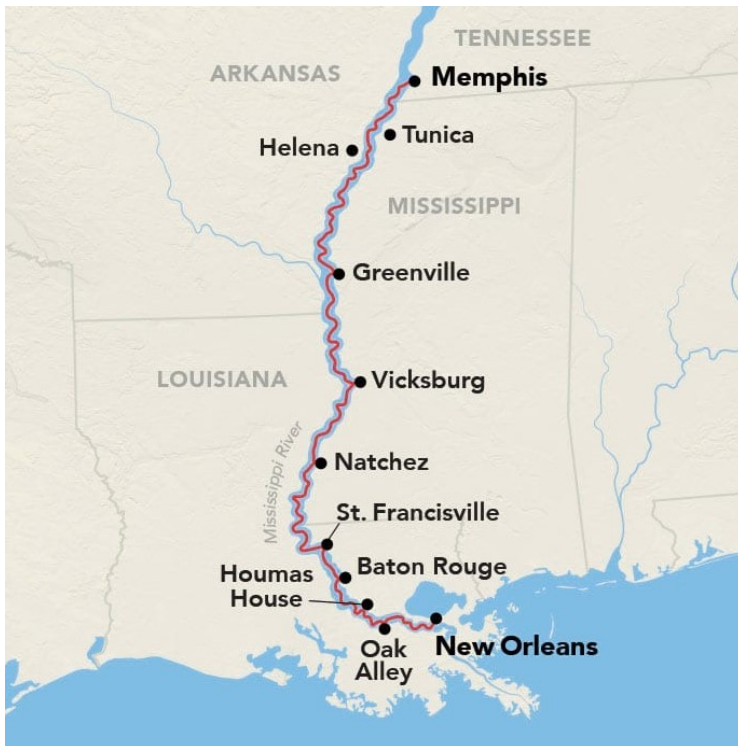 TENNESSEE
ARKANSAS
Memphis
Tunica
Helena
MISSISSIPPI
Greenville
LOUISIANA
Vicksburg
Mississippi River
Natchez
St. Francisville
Baton Rouge
Houmas
House
New Orleans
Oak
Alley